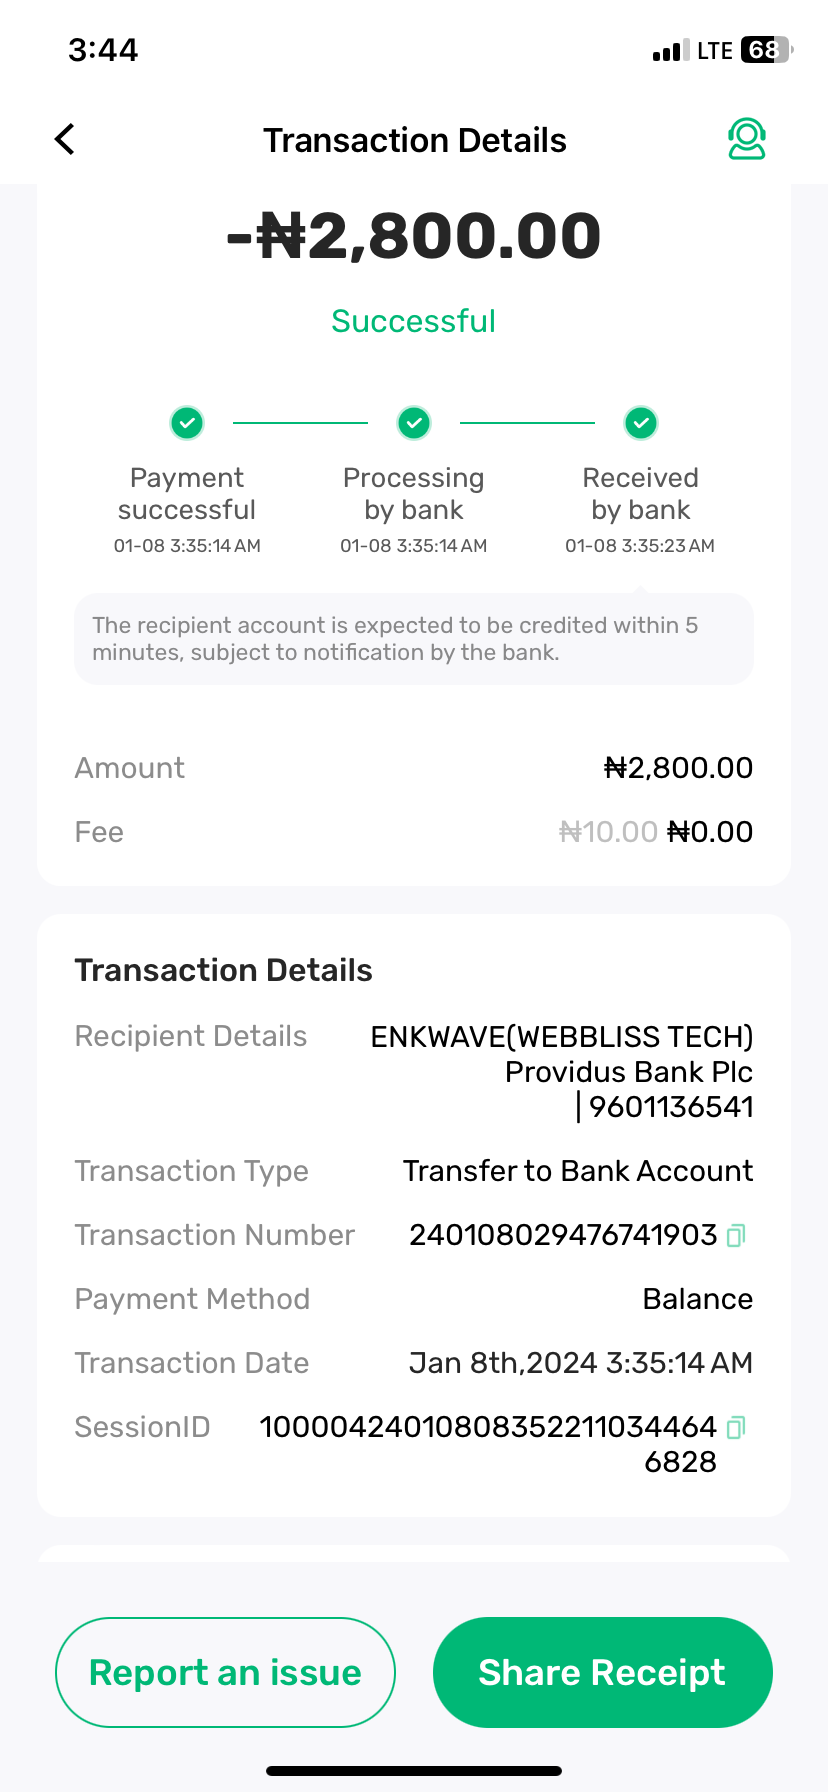 3:44
LTE 68
Transaction Details
-₦2,800.00
Successful
Payment successful
01-08 3:35:14 AM
Processing by bank
01-08 3:35:14 AM
Received by bank
01-08 3:35:23 AM
The recipient account is expected to be credited within 5
minutes, subject to notification by the bank.
Amount ₦2,800.00
Fee ₦10.00 ₦0.00
Transaction Details
Recipient Details ENKWAVE(WEBBLISS TECH)
Providus Bank Plc
| 9601136541
Transaction Type Transfer to Bank Account
Transaction Number 240108029476741903
Payment Method Balance
Transaction Date Jan 8th,2024 3:35:14 AM
SessionID 10000424010808352211034464
6828
Report an issue
Share Receipt